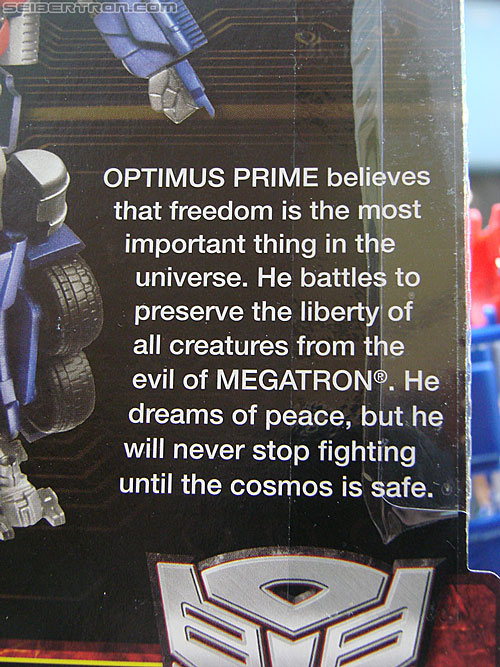 SEIBERTRON.COM
OPTIMUS PRIME believes
that freedom is the most
important thing in the
universe. He battles to
preserve the liberty of
all creatures from the
evil of MEGATRON®. He
dreams of peace, but he
will never stop fighting
until the cosmos is safe.